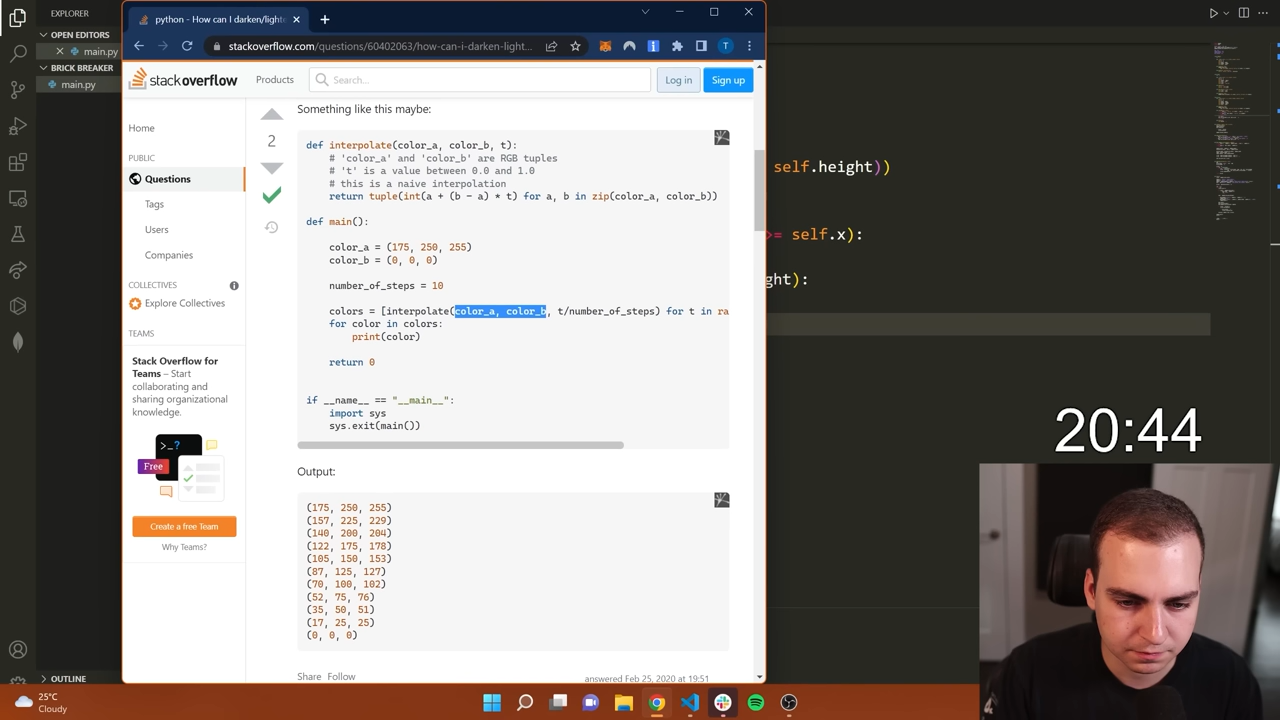 EXPLORER
OPEN EDITORS
main.py
BRICK BREAKER
main.py
OUTLINE
python - How can I darken/light
stackoverflow.com/questions/60402063/how-can-i-darken-light...
T
stackoverflow
Products
Search...
Log in
Sign up
Home
PUBLIC
Questions
Tags
Users
Companies
COLLECTIVES
Explore Collectives
TEAMS
Stack Overflow for
Teams – Start
collaborating and
sharing organizational
knowledge.
Free
Create a free Team
Why Teams?
Something like this maybe:
2
def interpolate(color_a, color_b, t):
# 'color_a' and 'color_b' are RGB tuples
# 't' is a value between 0.0 and 1.0
# this is a naive interpolation
return tuple(int(a + (b - a) * t) for a, b in zip(color_a, color_b))
def main():
color_a = (175, 250, 255)
color_b = (0, 0, 0)
number_of_steps = 10
colors = [interpolate(color_a, color_b, t/number_of_steps) for t in ra
for color in colors:
print(color)
return 0
if __name__ == "__main__":
import sys
sys.exit(main())
Output:
(175, 250, 255)
(157, 225, 229)
(140, 200, 204)
(122, 175, 178)
(105, 150, 153)
(87, 125, 127)
(70, 100, 102)
(52, 75, 76)
(35, 50, 51)
(17, 25, 25)
(0, 0, 0)
Share Follow
answered Feb 25, 2020 at 19:51
self.height))
>= self.x):
ght):
20:44
25°C
Cloudy